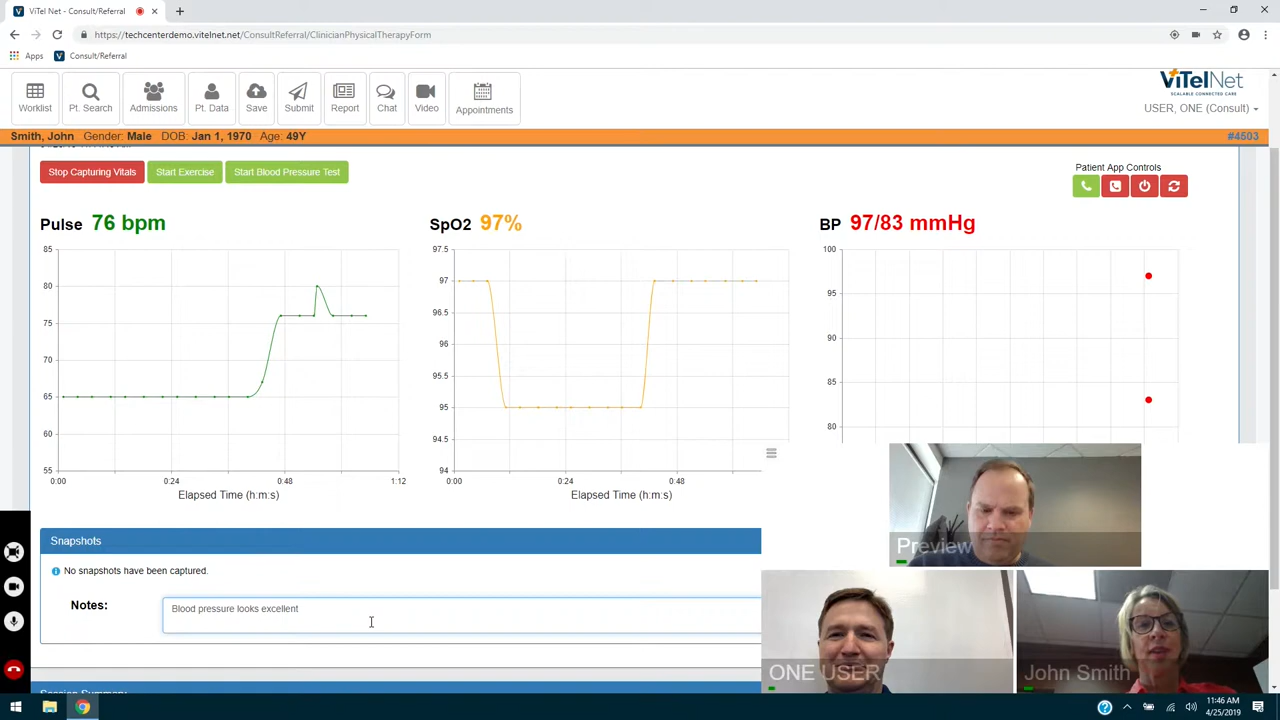 ViTel Net - Consult/Referral
https://techcenterdemo.vitelnet.net/ConsultReferral/ClinicianPhysicalTherapyForm
Apps
Consult/Referral
Worklist
Pt. Search
Admissions
Pt. Data
Save
Submit
Report
Chat
Video
Appointments
ViTelNet
SCALABLE CONNECTED CARE
USER, ONE (Consult)
Smith, John Gender: Male DOB: Jan 1, 1970 Age: 49Y
#4503
Stop Capturing Vitals
Start Exercise
Start Blood Pressure Test
Patient App Controls
Pulse 76 bpm
85
80
75
70
65
60
55
0:00 0:24 0:48 1:12
Elapsed Time (h:m:s)
SpO2 97%
97.5
97
96.5
96
95.5
95
94.5
94
0:00 0:24 0:48
Elapsed Time (h:m:s)
BP 97/83 mmHg
100
95
90
85
80
Snapshots
No snapshots have been captured.
Notes:
Blood pressure looks excellent
Session Summary
Preview
ONE USER
John Smith
11:46 AM
4/25/2019